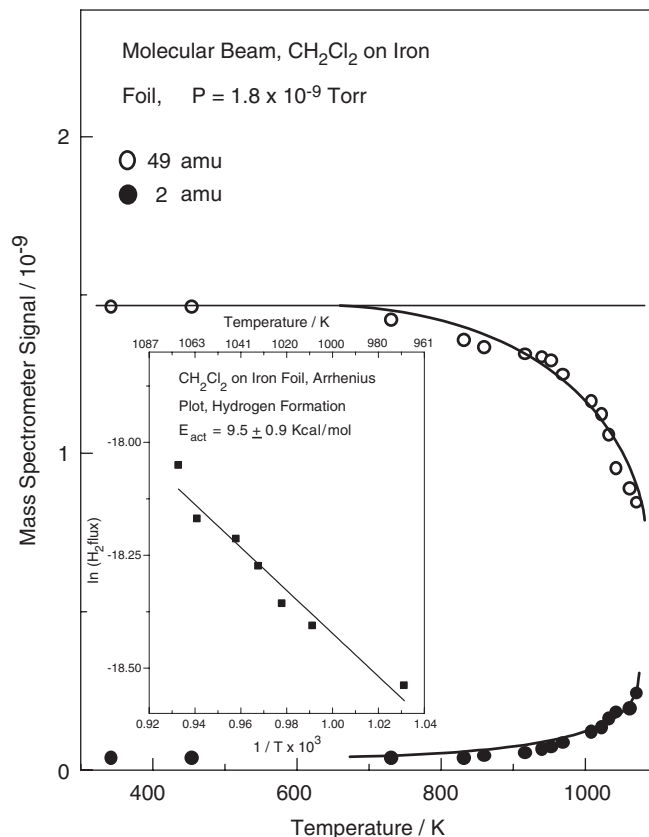 Molecular Beam, CH₂Cl₂ on Iron
Foil, P = 1.8 x 10⁻⁹ Torr
49 amu
2 amu
Mass Spectrometer Signal / 10⁻⁹
2
1
0
400 600 800 1000
Temperature / K
Temperature / K
1087 1063 1041 1020 1000 980 961
CH₂Cl₂ on Iron Foil, Arrhenius
Plot, Hydrogen Formation
E_act = 9.5 ± 0.9 Kcal/mol
ln (H₂flux)
-18.00
-18.25
-18.50
0.92 0.94 0.96 0.98 1.00 1.02 1.04
1 / T x 10³